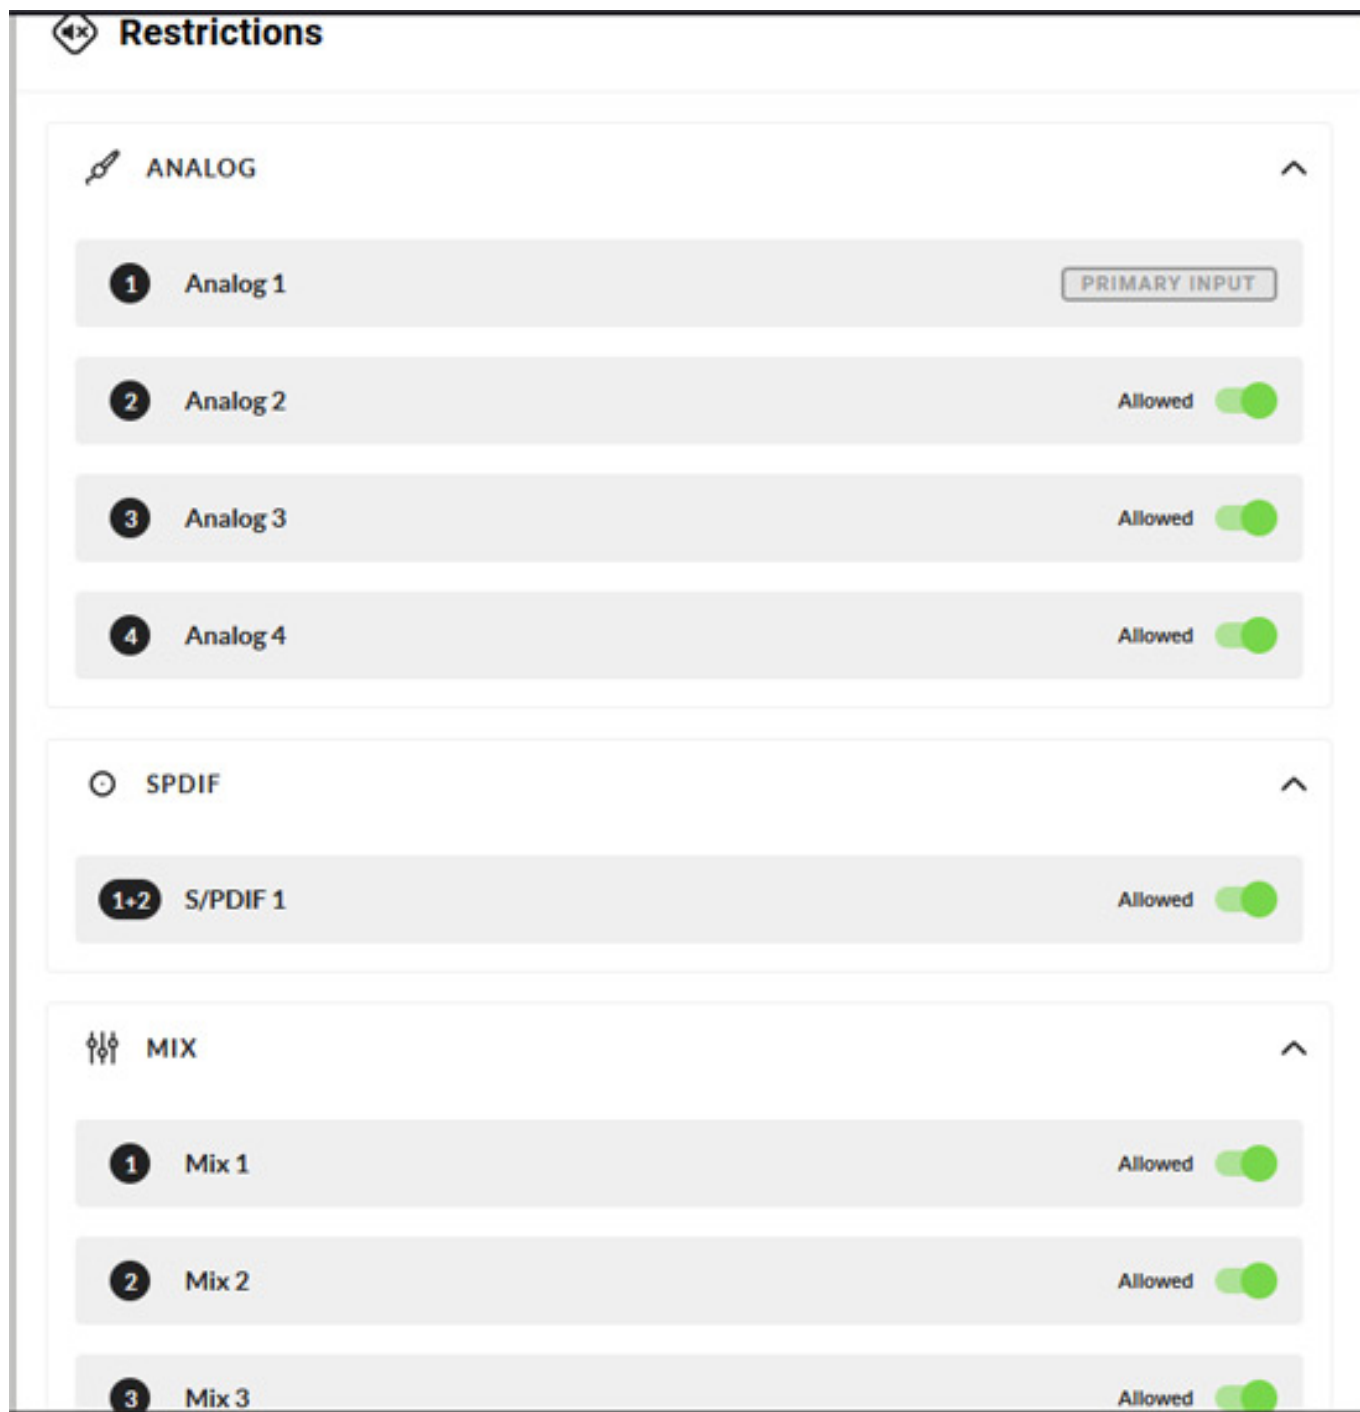 Restrictions
ANALOG
1 Analog 1 PRIMARY INPUT
2 Analog 2 Allowed
3 Analog 3 Allowed
4 Analog 4 Allowed
SPDIF
1+2 S/PDIF 1 Allowed
MIX
1 Mix 1 Allowed
2 Mix 2 Allowed
3 Mix 3 Allowed